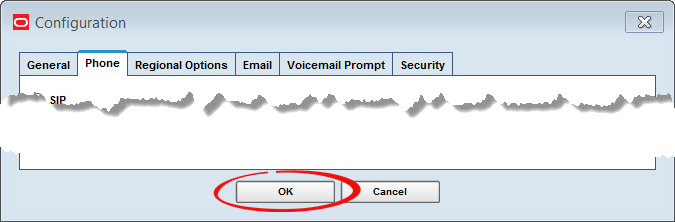 Configuration
General Phone Regional Options Email Voicemail Prompt Security
SIP
OK Cancel